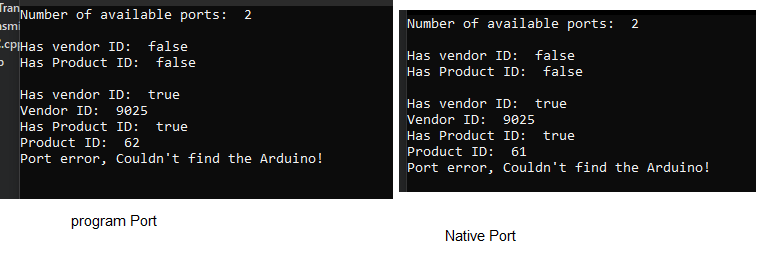 Tran
asmi
.cpp
Number of available ports:  2
Has vendor ID:  false
Has Product ID:  false
Has vendor ID:  true
Vendor ID:  9025
Has Product ID:  true
Product ID:  62
Port error, Couldn't find the Arduino!
program Port
Number of available ports:  2
Has vendor ID:  false
Has Product ID:  false
Has vendor ID:  true
Vendor ID:  9025
Has Product ID:  true
Product ID:  61
Port error, Couldn't find the Arduino!
Native Port